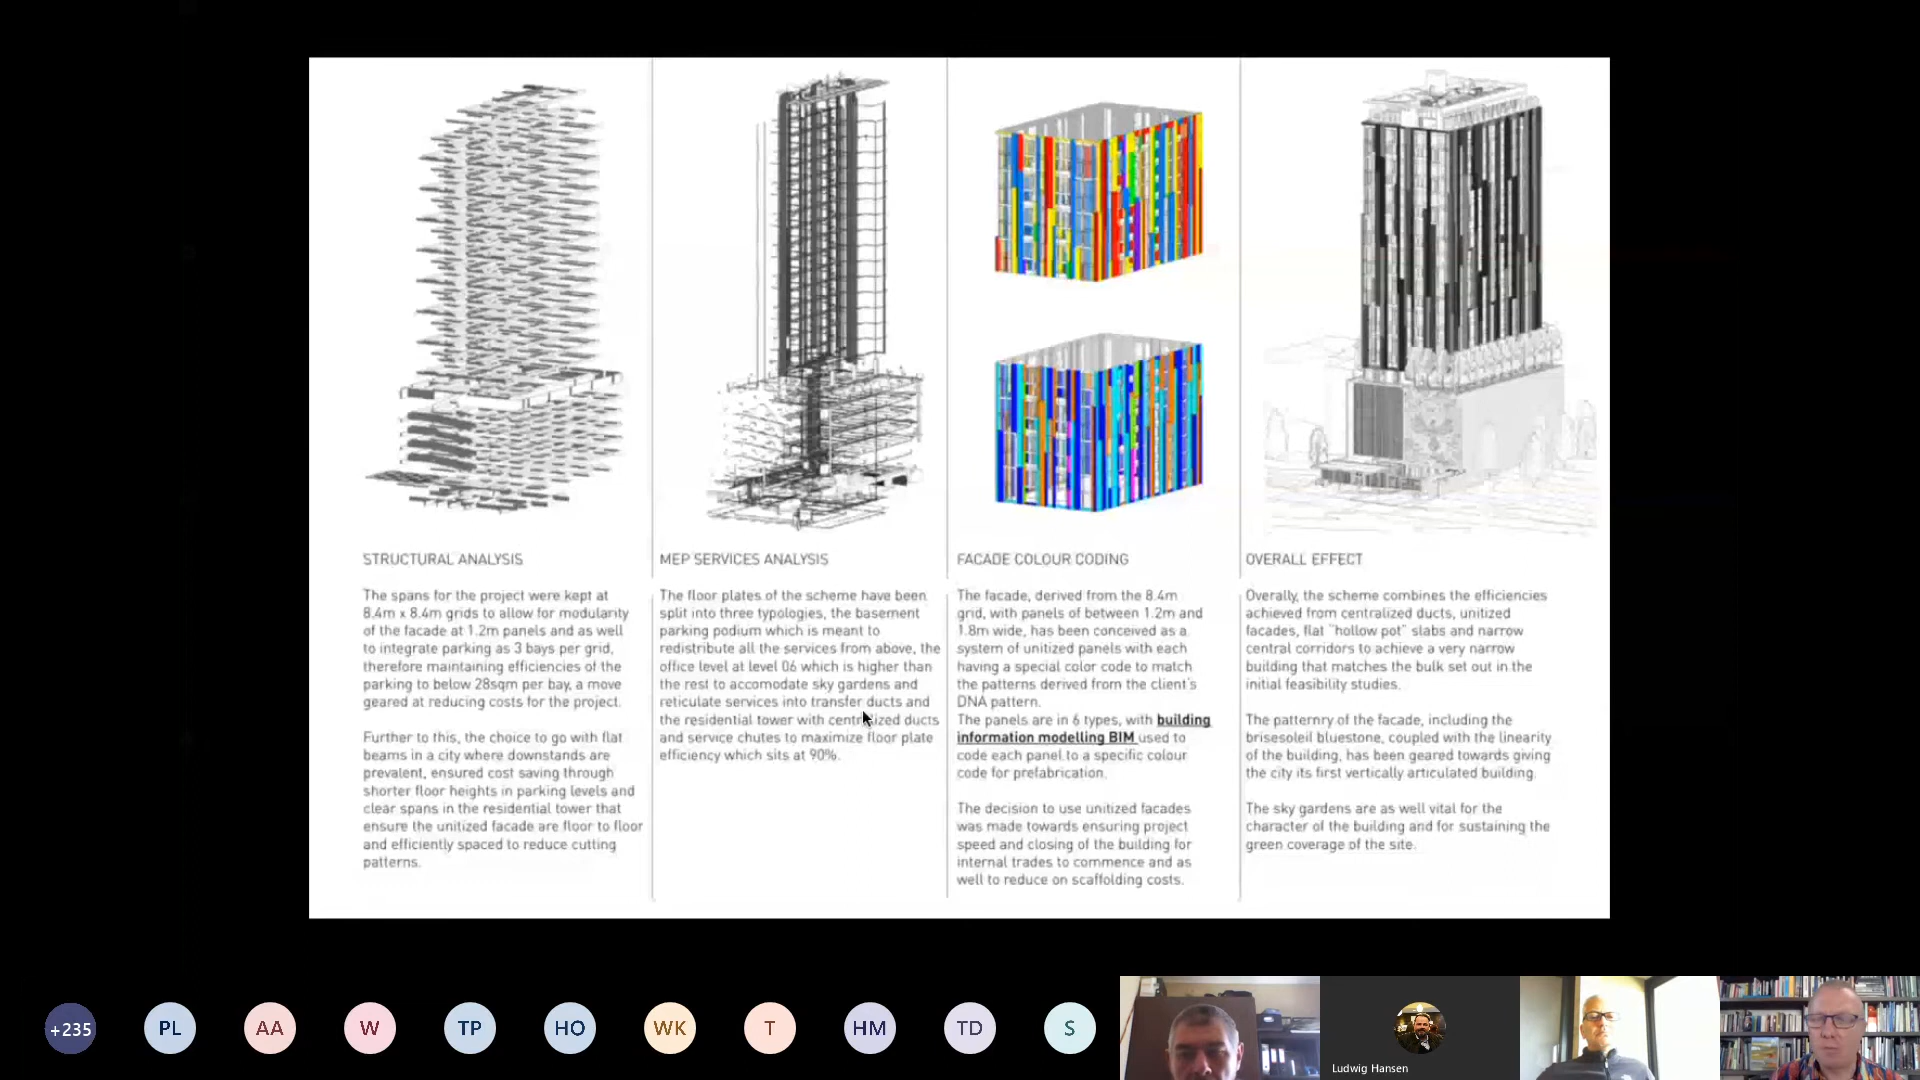 STRUCTURAL ANALYSIS
The spans for the project were kept at
8.4m x 8.4m grids to allow for modularity
of the facade at 1.2m panels and as well
to integrate parking as 3 bays per grid,
therefore maintaining efficiencies of the
parking to below 28sqm per bay, a move
geared at reducing costs for the project.
Further to this, the choice to go with flat
beams in a city where downstands are
prevalent, ensured cost saving through
shorter floor heights in parking levels and
clear spans in the residential tower that
ensure the unitized facade are floor to floor
and efficiently spaced to reduce cutting
patterns.
MEP SERVICES ANALYSIS
The floor plates of the scheme have been
split into three typologies, the basement
parking podium which is meant to
redistribute all the services from above, the
office level at level 06 which is higher than
the rest to accomodate sky gardens and
reticulate services into transfer ducts and
the residential tower with centralized ducts
and service chutes to maximize floor plate
efficiency which sits at 90%.
FACADE COLOUR CODING
The facade, derived from the 8.4m
grid, with panels of between 1.2m and
1.8m wide, has been conceived as a
system of unitized panels with each
having a special color code to match
the patterns derived from the client's
DNA pattern.
The panels are in 6 types, with building
information modelling BIM used to
code each panel to a specific colour
code for prefabrication.
The decision to use unitized facades
was made towards ensuring project
speed and closing of the building for
internal trades to commence and as
well to reduce on scaffolding costs.
OVERALL EFFECT
Overally, the scheme combines the efficiencies
achieved from centralized ducts, unitized
facades, flat "hollow pot" slabs and narrow
central corridors to achieve a very narrow
building that matches the bulk set out in the
initial feasibility studies.
The patternry of the facade, including the
brisesoleil bluestone, coupled with the linearity
of the building, has been geared towards giving
the city its first vertically articulated building.
The sky gardens are as well vital for the
character of the building and for sustaining the
green coverage of the site.
+235
PL
AA
W
TP
HO
WK
T
HM
TD
S
Ludwig Hansen